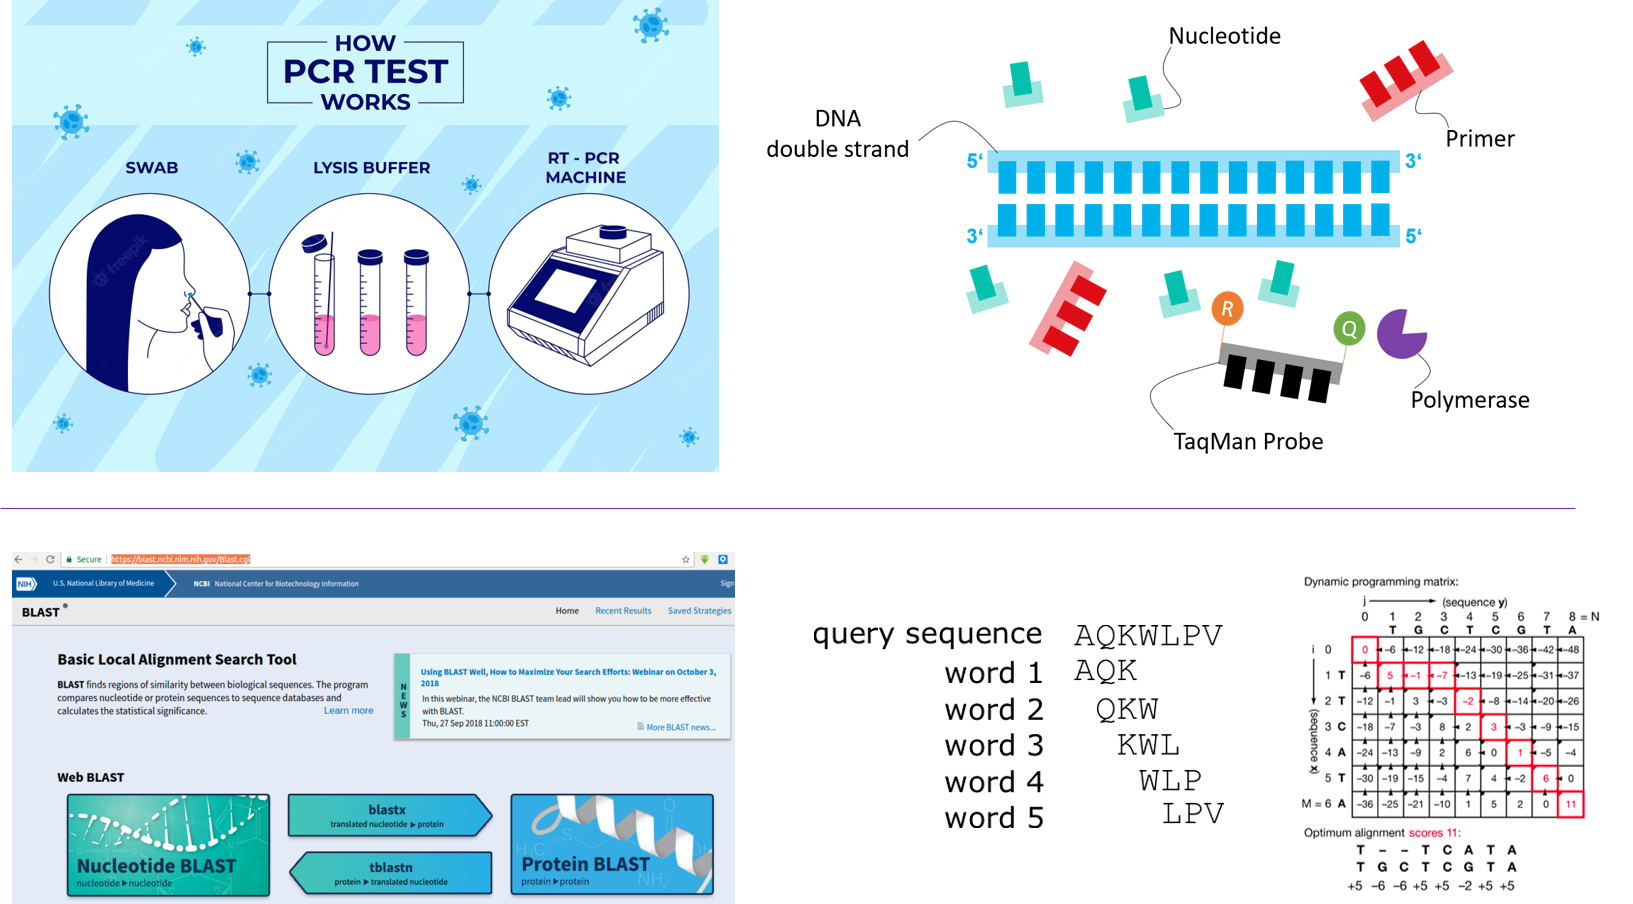 HOW
PCR TEST
WORKS
SWAB
LYSIS BUFFER
RT - PCR
MACHINE
freepik
freepik
freepik
Nucleotide
DNA
double strand
Primer
5‘
3‘
3‘
5‘
R
Q
Polymerase
TaqMan Probe
Secure
https://blast.ncbi.nlm.nih.gov/Blast.cgi
NIH
U.S. National Library of Medicine
NCBI National Center for Biotechnology Information
Sign
BLAST ®
Home
Recent Results
Saved Strategies
Basic Local Alignment Search Tool
BLAST finds regions of similarity between biological sequences. The program
compares nucleotide or protein sequences to sequence databases and
calculates the statistical significance.
Learn more
NEWS
Using BLAST Well, How to Maximize Your Search Efforts: Webinar on October 3,
2018
In this webinar, the NCBI BLAST team lead will show you how to be more effective
with BLAST.
Thu, 27 Sep 2018 11:00:00 EST
More BLAST news...
Web BLAST
Nucleotide BLAST
nucleotide ▶ nucleotide
blastx
translated nucleotide ▶ protein
tblastn
protein ▶ translated nucleotide
Protein BLAST
protein ▶ protein
H₃C
S
O
NH₂
query sequence AQKWLPV
word 1 AQK
word 2 QKW
word 3 KWL
word 4 WLP
word 5 LPV
Dynamic programming matrix:
j (sequence y)
0 1 2 3 4 5 6 7 8 = N
T G C T C G T A
i 0 0 –6 –12 –18 –24 –30 –36 –42 –48
1 T –6 5 –1 –7 –13 –19 –25 –31 –37
2 T –12 –1 3 –3 –2 –8 –14 –20 –26
3 C –18 –7 –3 8 2 3 –3 –9 –15
4 A –24 –13 –9 2 6 0 1 –5 –4
5 T –30 –19 –15 –4 7 4 –2 6 0
M = 6 A –36 –25 –21 –10 1 5 2 0 11
(sequence x)
Optimum alignment scores 11:
T – – T C A T A
T G C T C G T A
+5 –6 –6 +5 +5 –2 +5 +5